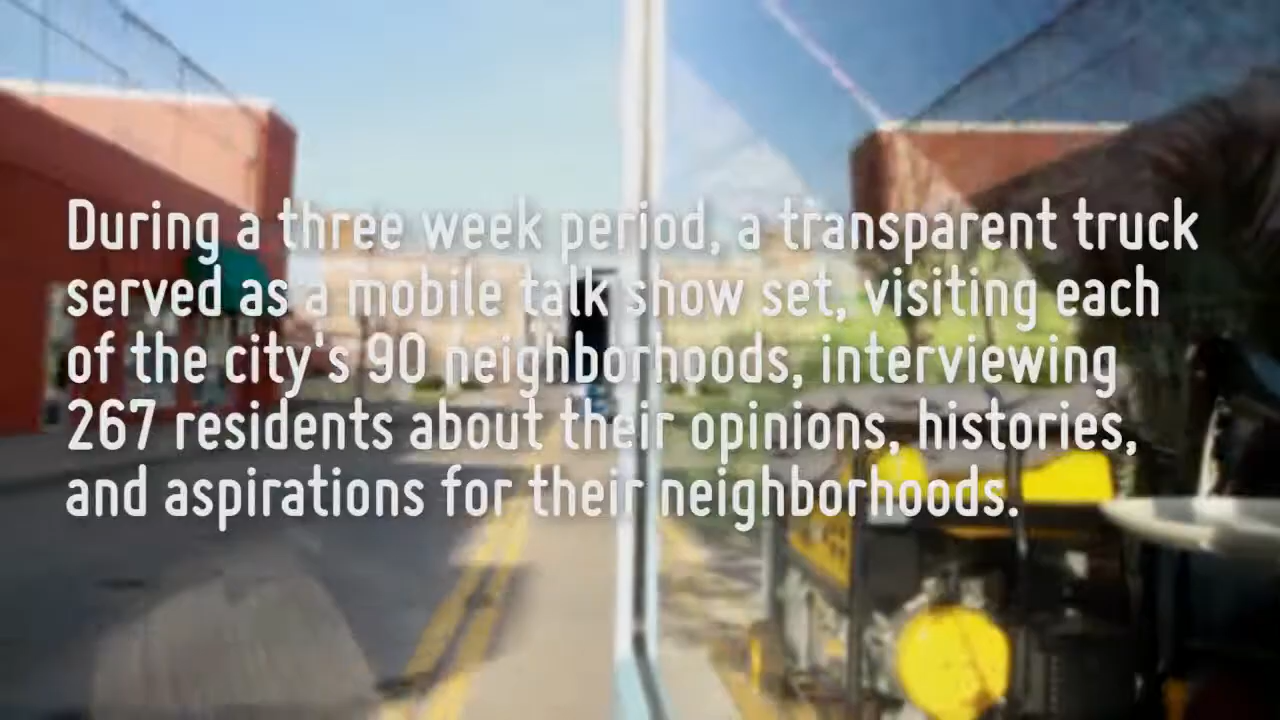 During a three week period, a transparent truck
served as a mobile talk show set, visiting each
of the city's 90 neighborhoods, interviewing
267 residents about their opinions, histories,
and aspirations for their neighborhoods.